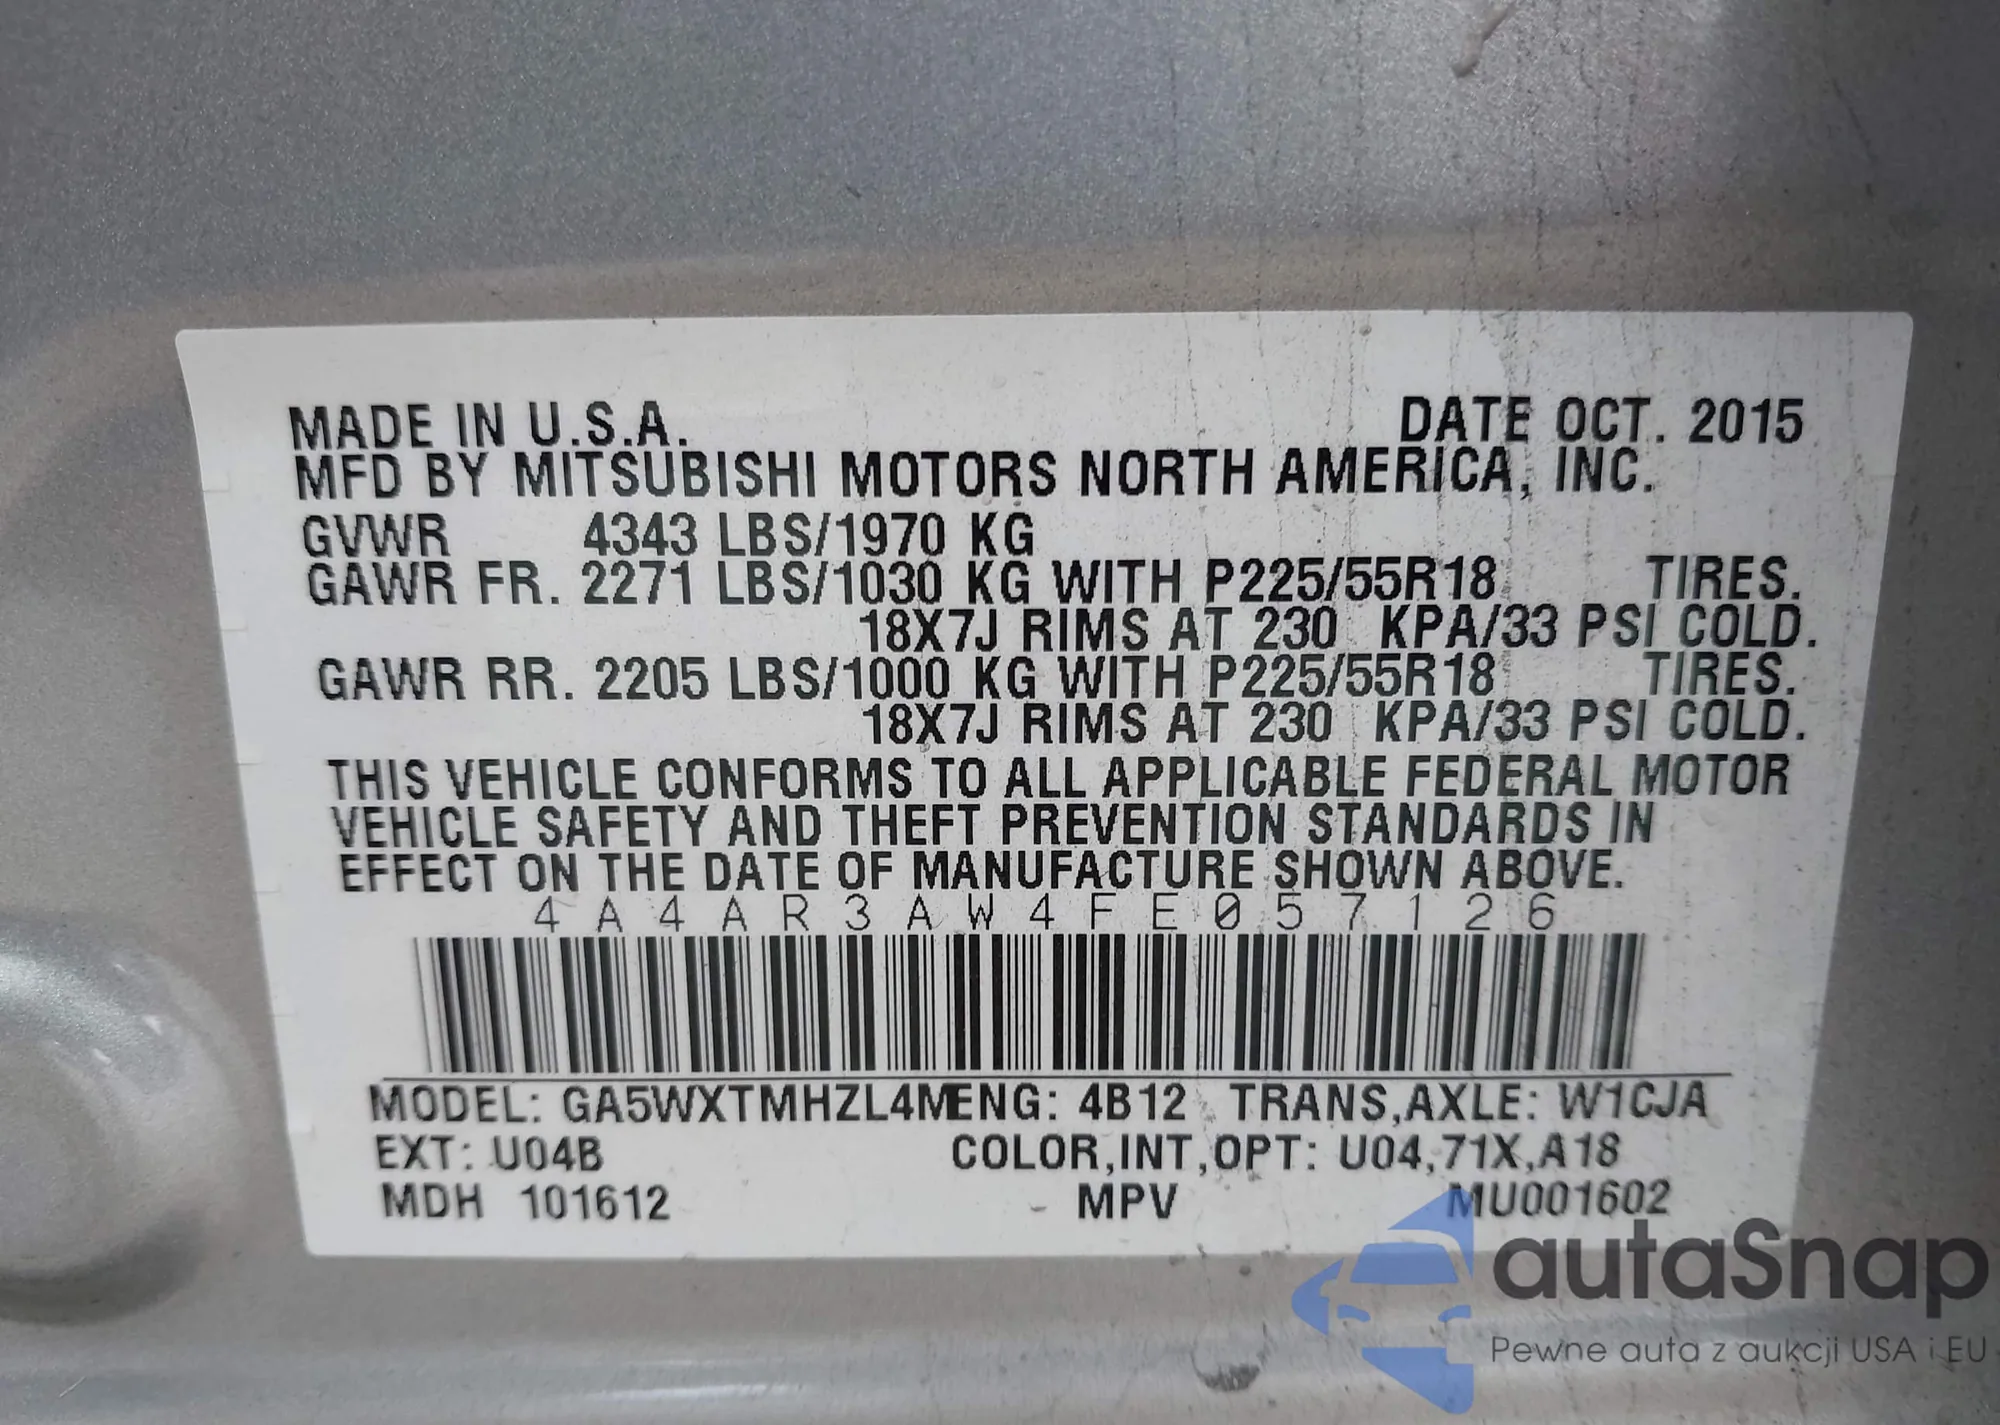 MADE IN U.S.A. DATE OCT. 2015
MFD BY MITSUBISHI MOTORS NORTH AMERICA, INC.
GVWR 4343 LBS/1970 KG
GAWR FR. 2271 LBS/1030 KG WITH P225/55R18 TIRES.
18X7J RIMS AT 230 KPA/33 PSI COLD.
GAWR RR. 2205 LBS/1000 KG WITH P225/55R18 TIRES.
18X7J RIMS AT 230 KPA/33 PSI COLD.
THIS VEHICLE CONFORMS TO ALL APPLICABLE FEDERAL MOTOR
VEHICLE SAFETY AND THEFT PREVENTION STANDARDS IN
EFFECT ON THE DATE OF MANUFACTURE SHOWN ABOVE.
4A4AR3AW4FE057126
MODEL: GA5WXTMHZL4M ENG: 4B12 TRANS,AXLE: W1CJA
EXT: U04B COLOR,INT,OPT: U04,71X,A18
MDH 101612 - MPV MU001602
autaSnap
Pewne auta z aukcji USA i EU